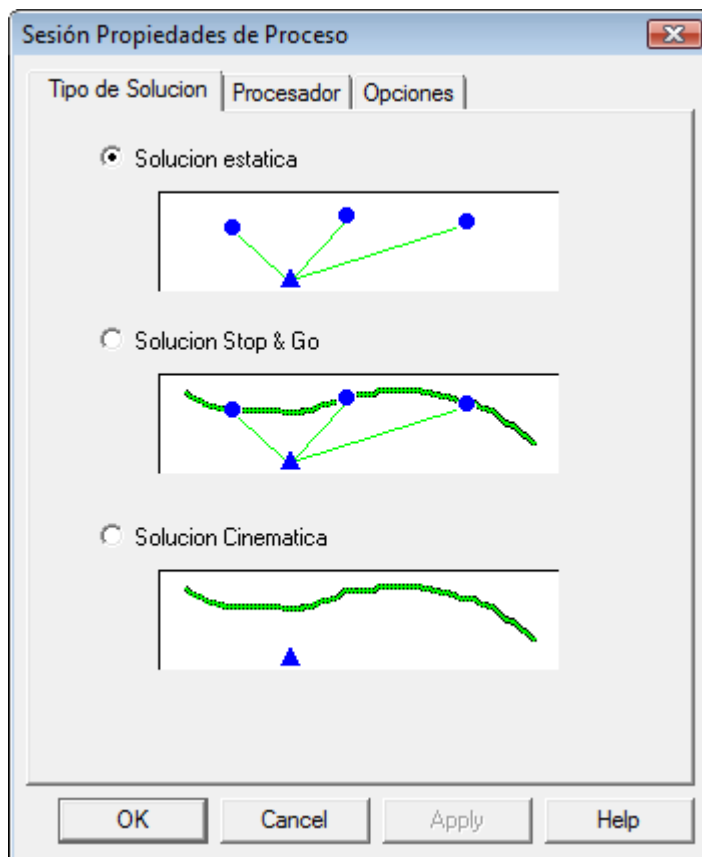 Sesión Propiedades de Proceso
Tipo de Solucion Procesador Opciones
Solucion estatica
Solucion Stop & Go
Solucion Cinematica
OK Cancel Apply Help